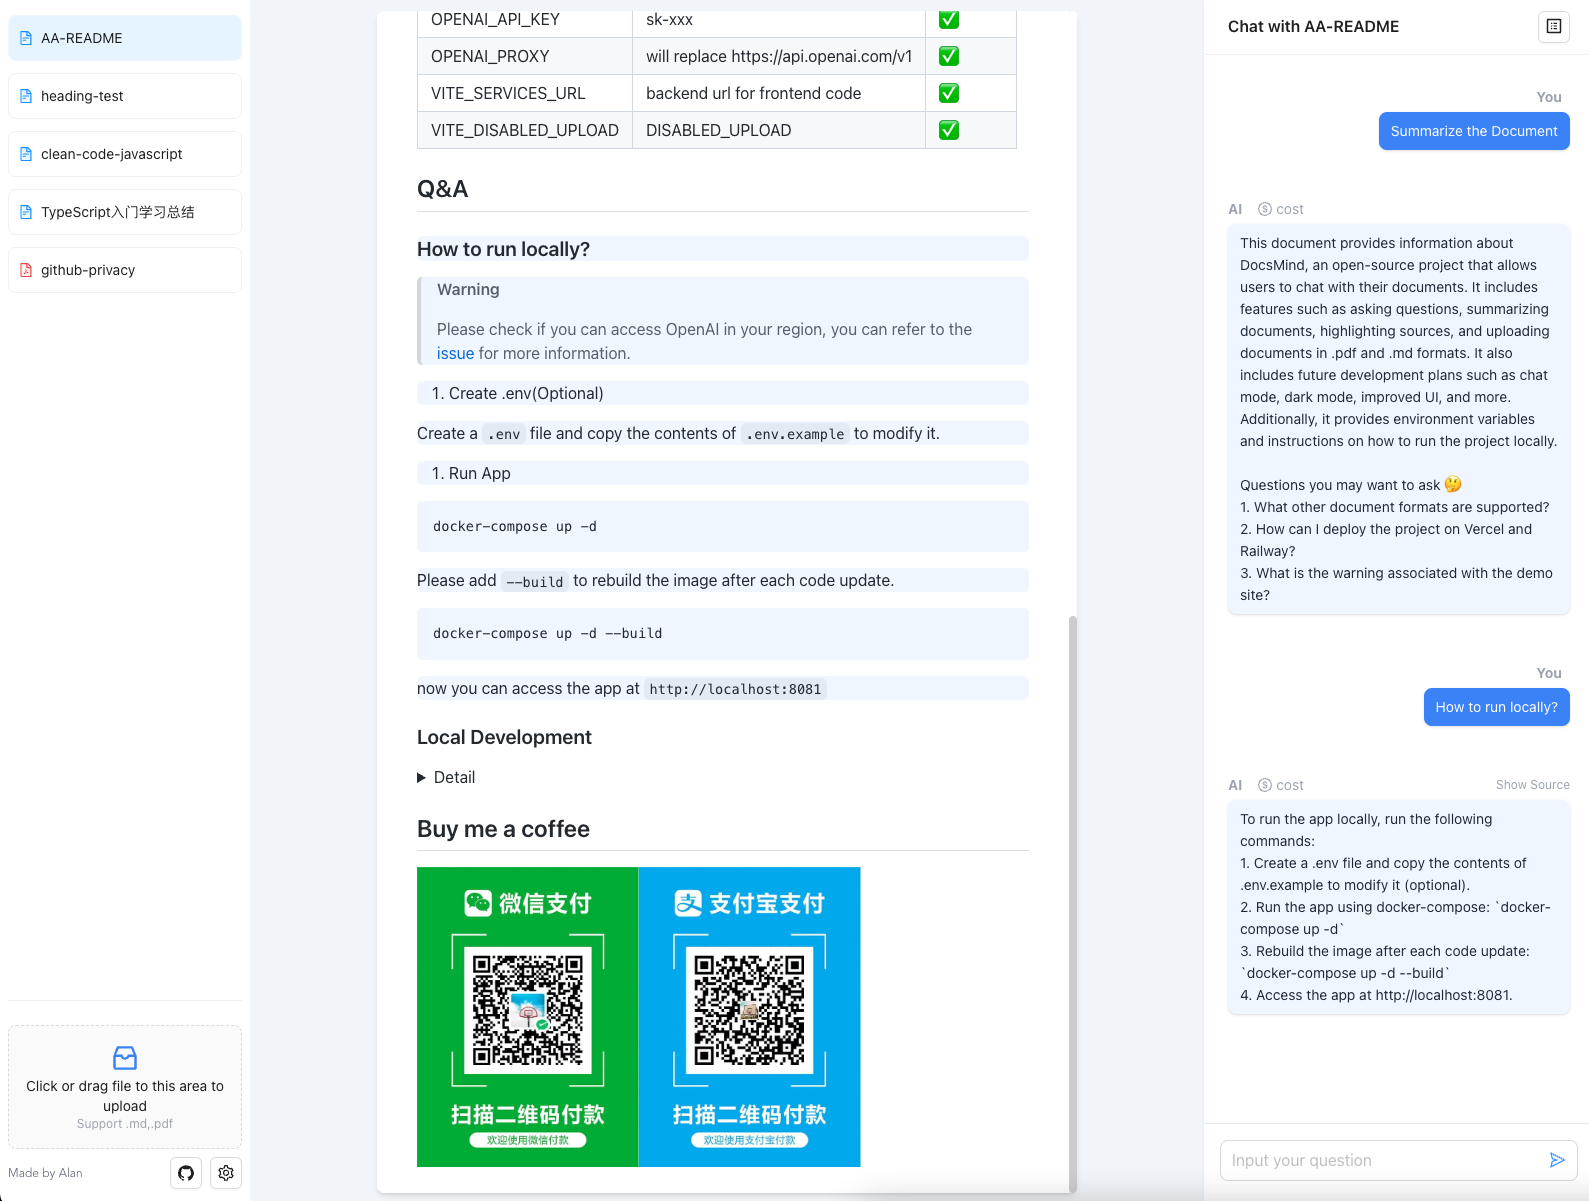 AA-README
heading-test
clean-code-javascript
TypeScript入门学习总结
github-privacy
Click or drag file to this area to
upload
Support .md,.pdf
Made by Alan
OPENAI_API_KEY sk-xxx ✅
OPENAI_PROXY will replace https://api.openai.com/v1 ✅
VITE_SERVICES_URL backend url for frontend code ✅
VITE_DISABLED_UPLOAD DISABLED_UPLOAD ✅
Q&A
How to run locally?
Warning
Please check if you can access OpenAI in your region, you can refer to the
issue for more information.
1. Create .env(Optional)
Create a .env file and copy the contents of .env.example to modify it.
1. Run App
docker-compose up -d
Please add --build to rebuild the image after each code update.
docker-compose up -d --build
now you can access the app at http://localhost:8081
Local Development
Detail
Buy me a coffee
微信支付
扫描二维码付款
欢迎使用微信付款
支付宝支付
扫描二维码付款
欢迎使用支付宝付款
Chat with AA-README
You
Summarize the Document
AI cost
This document provides information about
DocsMind, an open-source project that allows
users to chat with their documents. It includes
features such as asking questions, summarizing
documents, highlighting sources, and uploading
documents in .pdf and .md formats. It also
includes future development plans such as chat
mode, dark mode, improved UI, and more.
Additionally, it provides environment variables
and instructions on how to run the project locally.
Questions you may want to ask 🤔
1. What other document formats are supported?
2. How can I deploy the project on Vercel and
Railway?
3. What is the warning associated with the demo
site?
You
How to run locally?
AI cost Show Source
To run the app locally, run the following
commands:
1. Create a .env file and copy the contents of
.env.example to modify it (optional).
2. Run the app using docker-compose: `docker-
compose up -d`
3. Rebuild the image after each code update:
`docker-compose up -d --build`
4. Access the app at http://localhost:8081.
Input your question